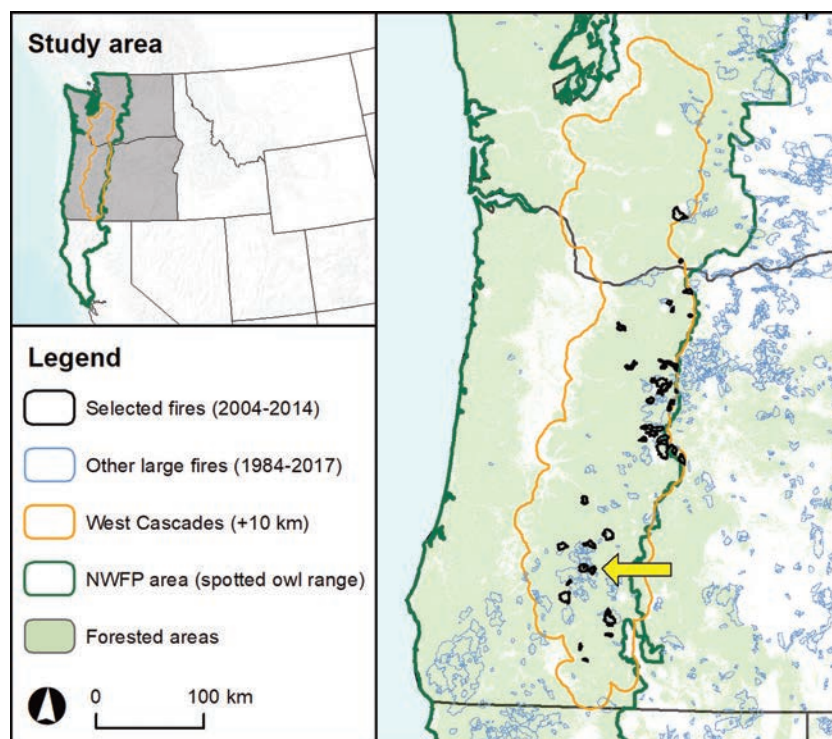 Study area
Legend
Selected fires (2004-2014)
Other large fires (1984-2017)
West Cascades (+10 km)
NWFP area (spotted owl range)
Forested areas
0 100 km